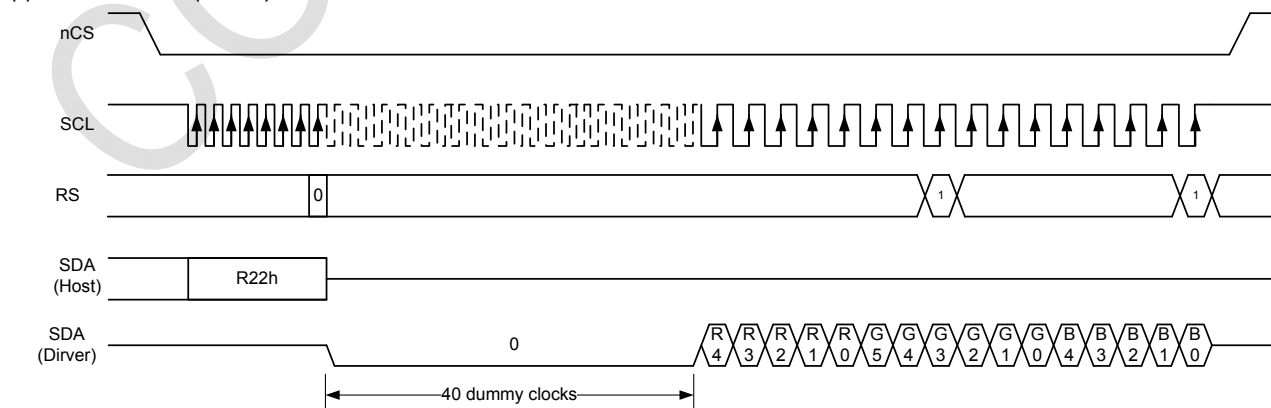 nCS
SCL
RS
0
1
1
SDA
(Host)
R22h
SDA
(Dirver)
0
R R R R R G G G G G G B B B B B
4 3 2 1 0 5 4 3 2 1 0 4 3 2 1 0
40 dummy clocks